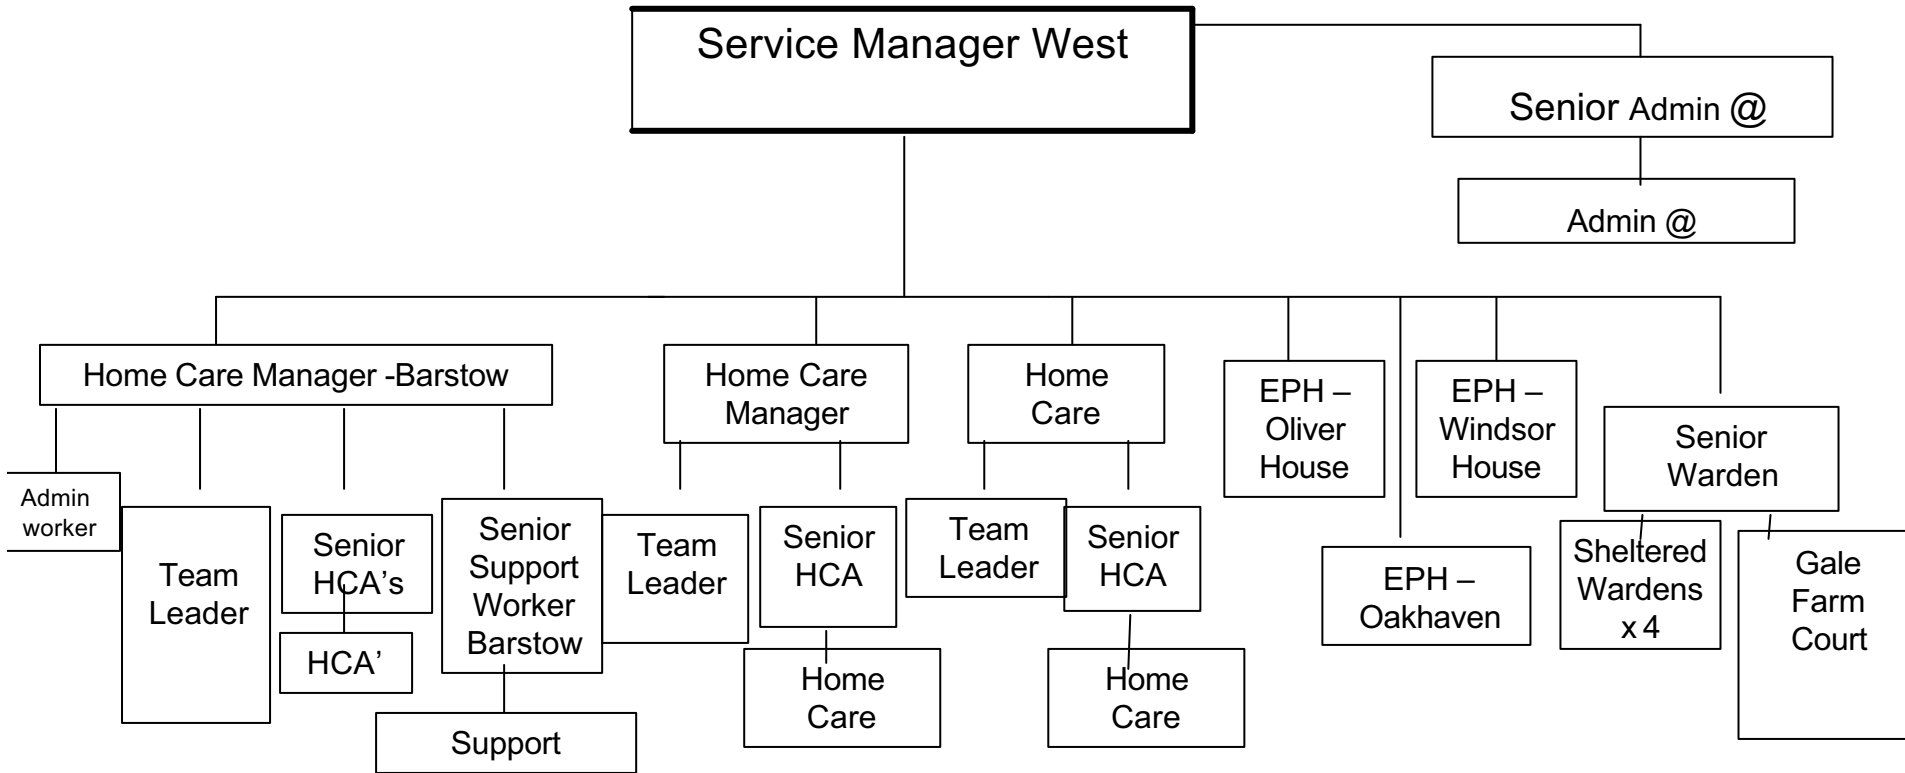 Service Manager West
Senior Admin @
Admin @
Home Care Manager -Barstow
Home Care
Manager
Home
Care
EPH –
Oliver
House
EPH –
Windsor
House
Senior
Warden
Admin
worker
Team
Leader
Senior
HCA’s
HCA’
Senior
Support
Worker
Barstow
Support
Team
Leader
Senior
HCA
Home
Care
Team
Leader
Senior
HCA
Home
Care
EPH –
Oakhaven
Sheltered
Wardens
x 4
Gale
Farm
Court